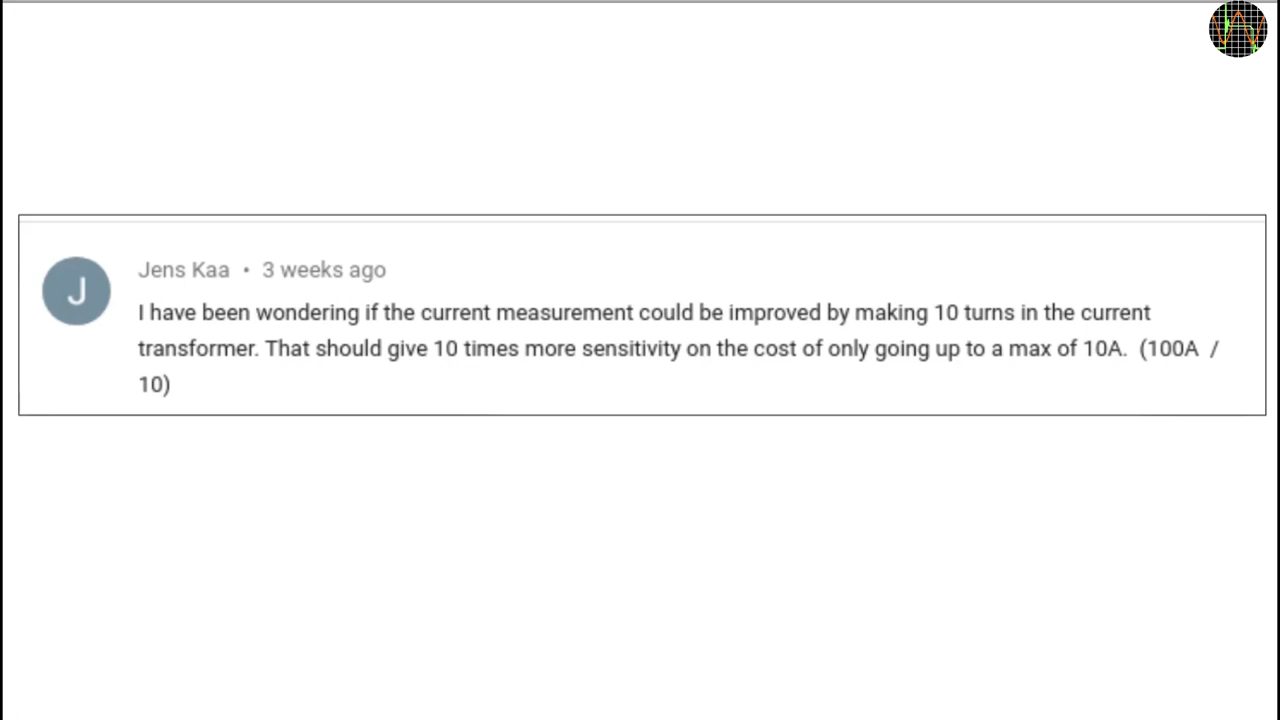 J
Jens Kaa • 3 weeks ago
I have been wondering if the current measurement could be improved by making 10 turns in the current
transformer. That should give 10 times more sensitivity on the cost of only going up to a max of 10A. (100A /
10)